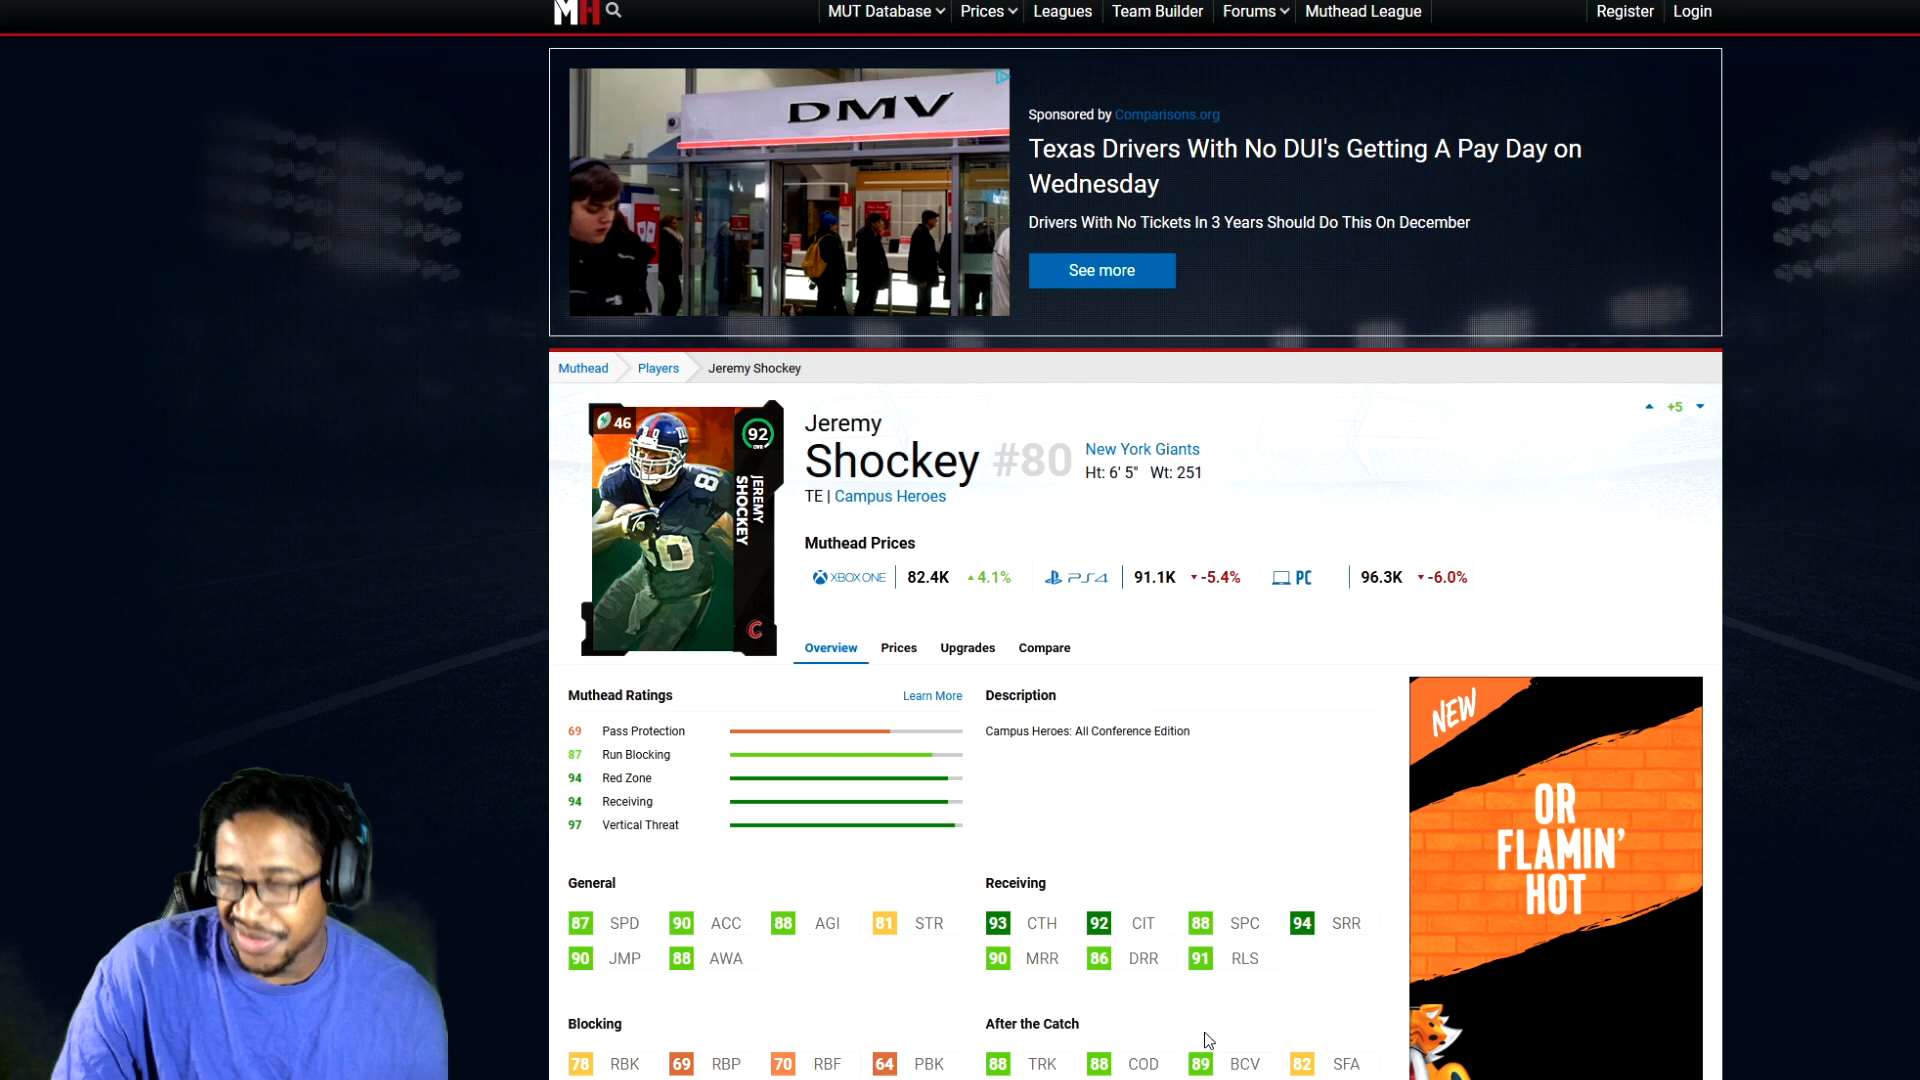 MH
MUT Database Prices Leagues Team Builder Forums Muthead League Register Login
DMV
Sponsored by Comparisons.org
Texas Drivers With No DUI's Getting A Pay Day on
Wednesday
Drivers With No Tickets In 3 Years Should Do This On December
See more
Muthead Players Jeremy Shockey
+5
46
92
OVR
JEREMY
SHOCKEY
80
C
Jeremy
Shockey #80
New York Giants
Ht: 6' 5" Wt: 251
TE | Campus Heroes
Muthead Prices
XBOX ONE 82.4K 4.1% PS4 91.1K -5.4% PC 96.3K -6.0%
Overview Prices Upgrades Compare
Muthead Ratings Learn More
69 Pass Protection
87 Run Blocking
94 Red Zone
94 Receiving
97 Vertical Threat
Description
Campus Heroes: All Conference Edition
General
87 SPD 90 ACC 88 AGI 81 STR
90 JMP 88 AWA
Receiving
93 CTH 92 CIT 88 SPC 94 SRR
90 MRR 86 DRR 91 RLS
Blocking
78 RBK 69 RBP 70 RBF 64 PBK
After the Catch
88 TRK 88 COD 89 BCV 82 SFA
NEW
OR
FLAMIN'
HOT